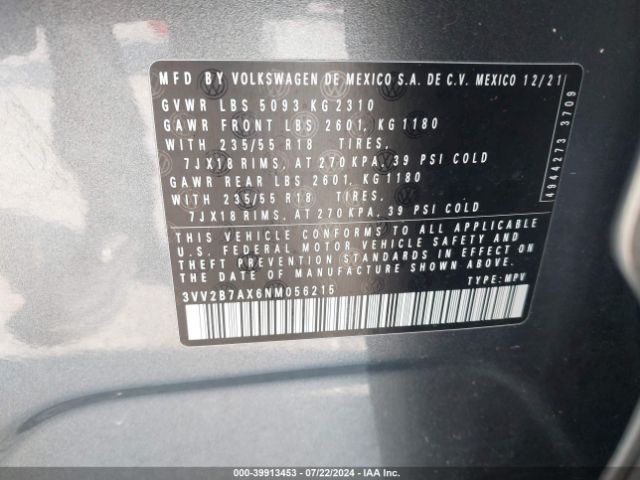 MFD BY VOLKSWAGEN DE MEXICO S.A. DE C.V. MEXICO 12/21
GVWR LBS 5093 KG 2310
GAWR FRONT LBS 2601, KG 1180
WITH 235/55 R18 TIRES,
7JX18 RIMS, AT 270 KPA, 39 PSI COLD
GAWR REAR LBS 2601, KG 1180
WITH 235/55 R18 TIRES,
7JX18 RIMS, AT 270 KPA, 39 PSI COLD
4944273 3709
THIS VEHICLE CONFORMS TO ALL APPLICABLE
U.S. FEDERAL MOTOR VEHICLE SAFETY AND
THEFT PREVENTION STANDARDS IN EFFECT ON
THE DATE OF MANUFACTURE SHOWN ABOVE.
3VV2B7AX6NM056215 TYPE: MPV
000-39913453 - 07/22/2024 - IAA Inc.